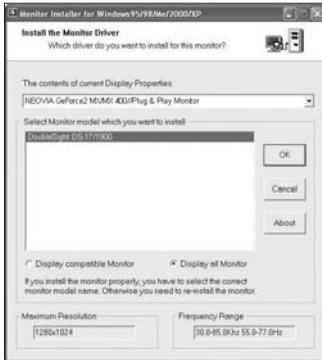 Monitor Installer for Windows95/98/Me/2000/XP
Install the Monitor Driver
Which driver do you want to install for this monitor?
The contents of current Display Properties
NEOVIA GeForce2 MX/MX 400//Plug & Play Monitor
Select Monitor model which you want to install
DoubleSight DS-17/1900
OK
Cancel
About
Display compatible Monitor
Display all Monitor
If you install the monitor properly, you have to select the correct
monitor model name. Otherwise you need to re-install the monitor.
Maximum Resolution
Frequency Range
1280x1024
30.0-85.0Khz 55.0-77.0Hz